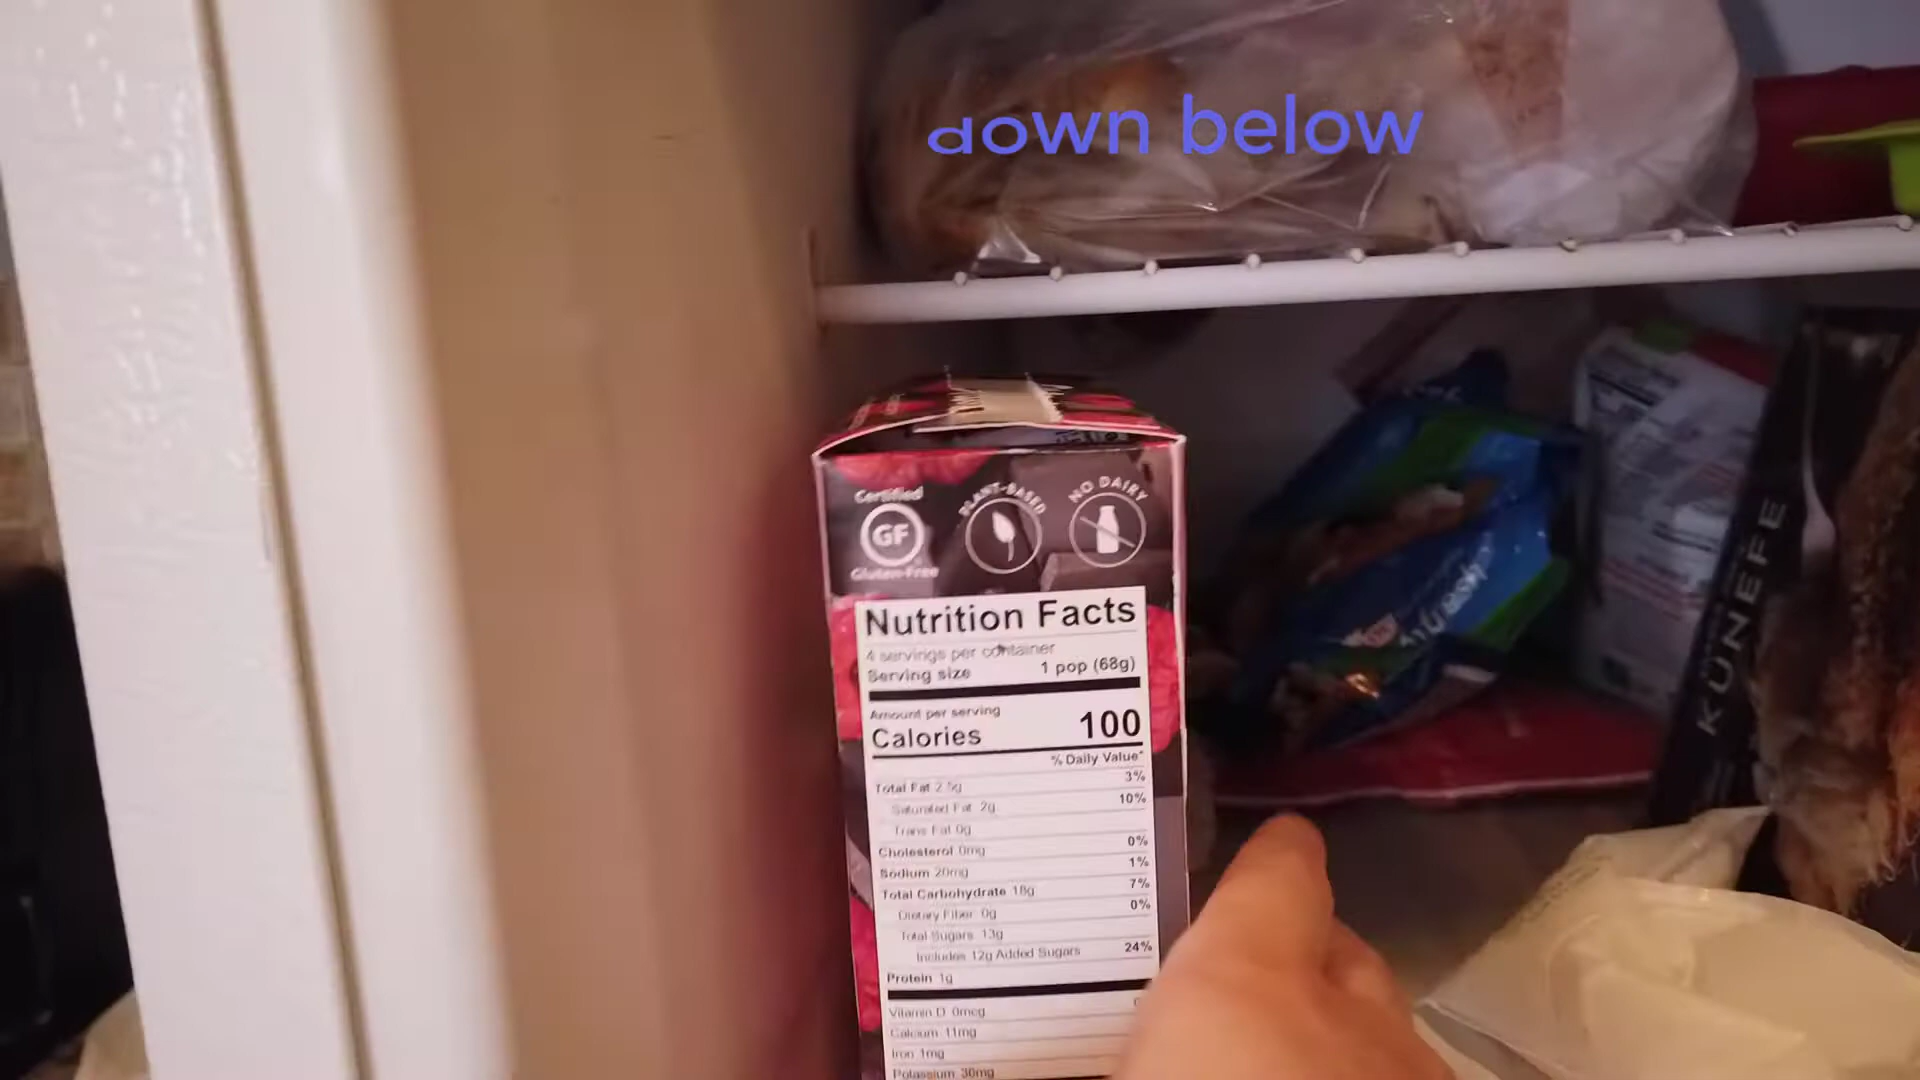 down below
Certified
GF
Gluten-Free
PLANT-BASED
NO DAIRY
Nutrition Facts
4 servings per container
Serving size 1 pop (68g)
Amount per serving
Calories 100
% Daily Value*
Total Fat 2.5g 3%
Saturated Fat 2g 10%
Trans Fat 0g
Cholesterol 0mg 0%
Sodium 20mg 1%
Total Carbohydrate 18g 7%
Dietary Fiber 0g 0%
Total Sugars 13g
Includes 12g Added Sugars 24%
Protein 1g
Vitamin D 0mcg
Calcium 11mg
Iron 1mg
Potassium 30mg
KÜNEFE